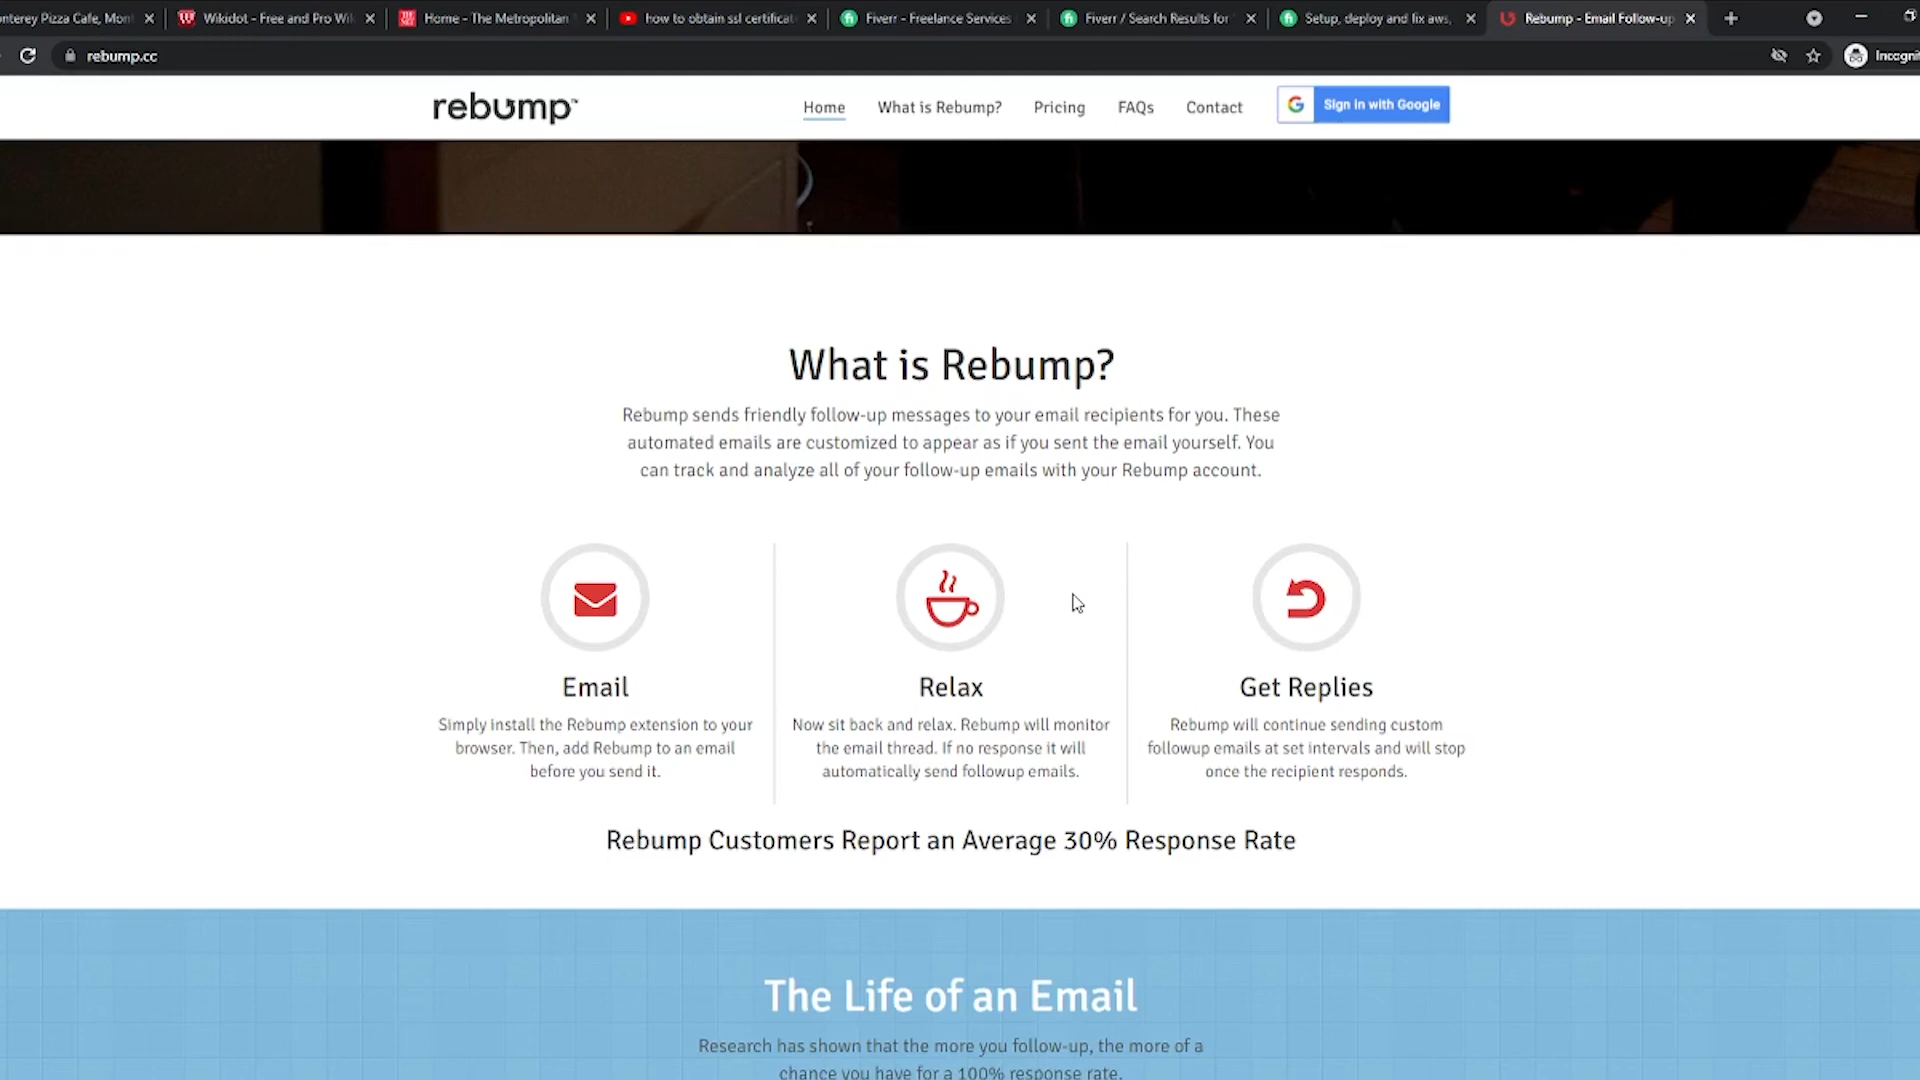 nterey Pizza Cafe, Mont
Wikidot - Free and Pro Wik
Home - The Metropolitan
how to obtain ssl certificat
Fiverr - Freelance Services
Fiverr / Search Results for
Setup, deploy and fix aws,
Rebump - Email Follow-up
rebump.cc
Incognit
rebump
Home
What is Rebump?
Pricing
FAQs
Contact
Sign in with Google
What is Rebump?
Rebump sends friendly follow-up messages to your email recipients for you. These
automated emails are customized to appear as if you sent the email yourself. You
can track and analyze all of your follow-up emails with your Rebump account.
Email
Simply install the Rebump extension to your
browser. Then, add Rebump to an email
before you send it.
Relax
Now sit back and relax. Rebump will monitor
the email thread. If no response it will
automatically send followup emails.
Get Replies
Rebump will continue sending custom
followup emails at set intervals and will stop
once the recipient responds.
Rebump Customers Report an Average 30% Response Rate
The Life of an Email
Research has shown that the more you follow-up, the more of a
chance you have for a 100% response rate.